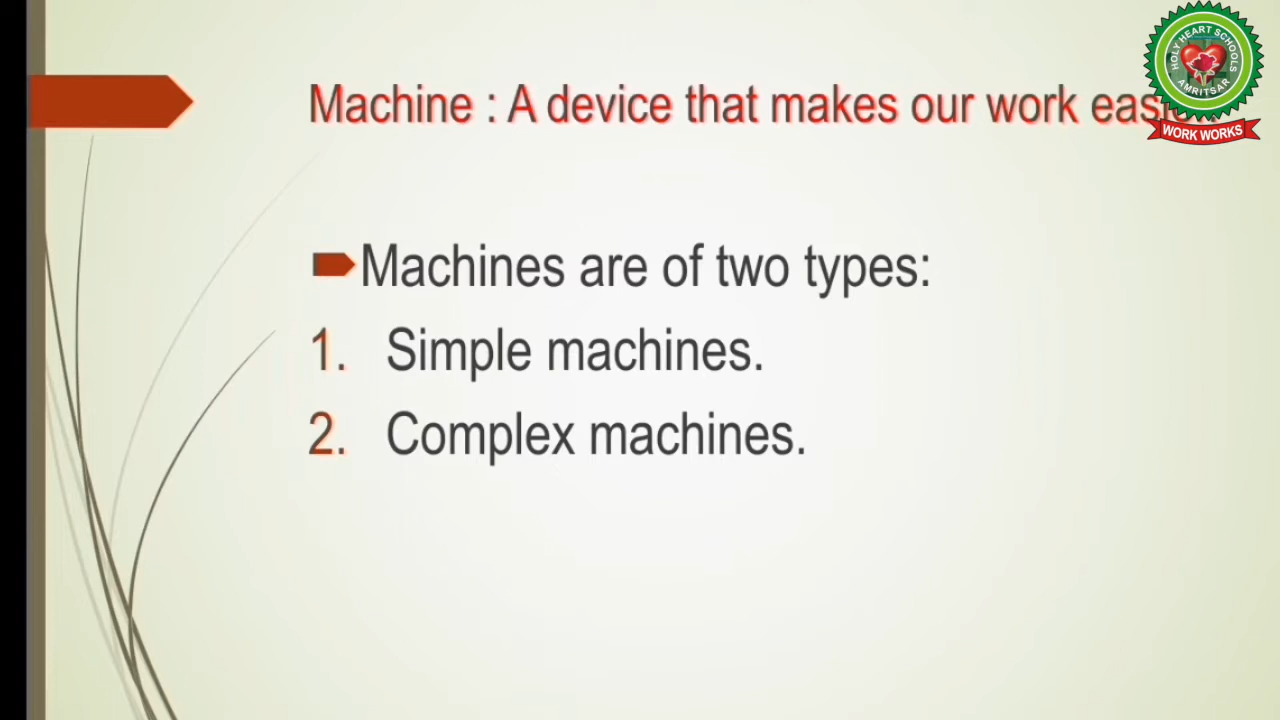 Machine : A device that makes our work
Machines are of two types:
1. Simple machines.
2. Complex machines.
HOLY HEART SCHOOLS
AMRITSAR
WORK WORKS